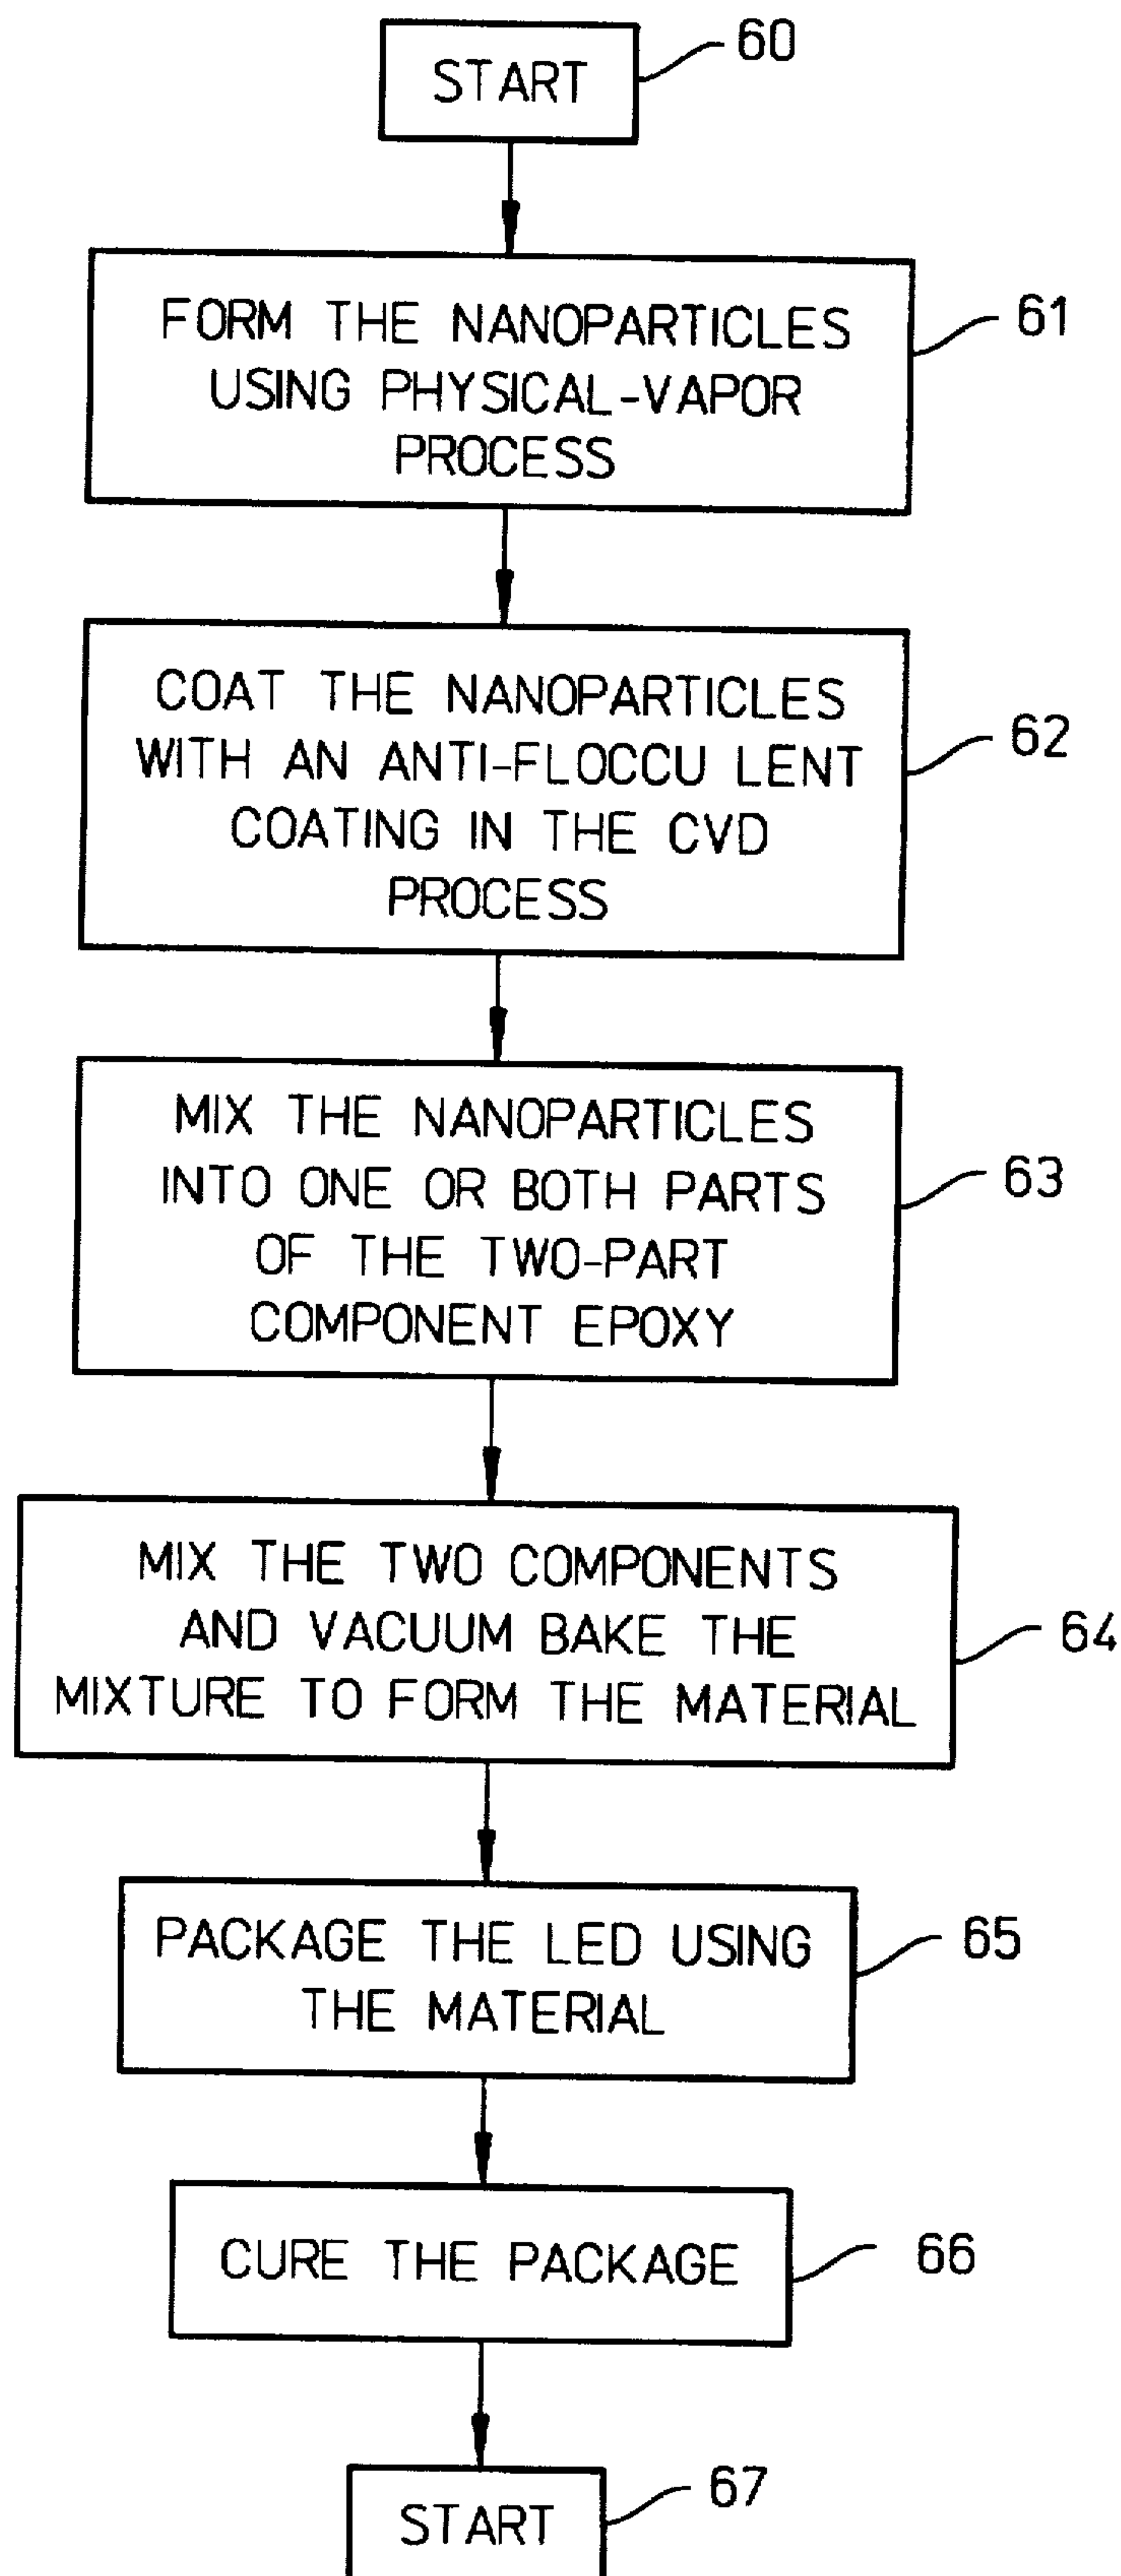 START
60
FORM THE NANOPARTICLES
USING PHYSICAL-VAPOR
PROCESS
61
COAT THE NANOPARTICLES
WITH AN ANTI-FLOCCU LENT
COATING IN THE CVD
PROCESS
62
MIX THE NANOPARTICLES
INTO ONE OR BOTH PARTS
OF THE TWO-PART
COMPONENT EPOXY
63
MIX THE TWO COMPONENTS
AND VACUUM BAKE THE
MIXTURE TO FORM THE MATERIAL
64
PACKAGE THE LED USING
THE MATERIAL
65
CURE THE PACKAGE
66
START
67